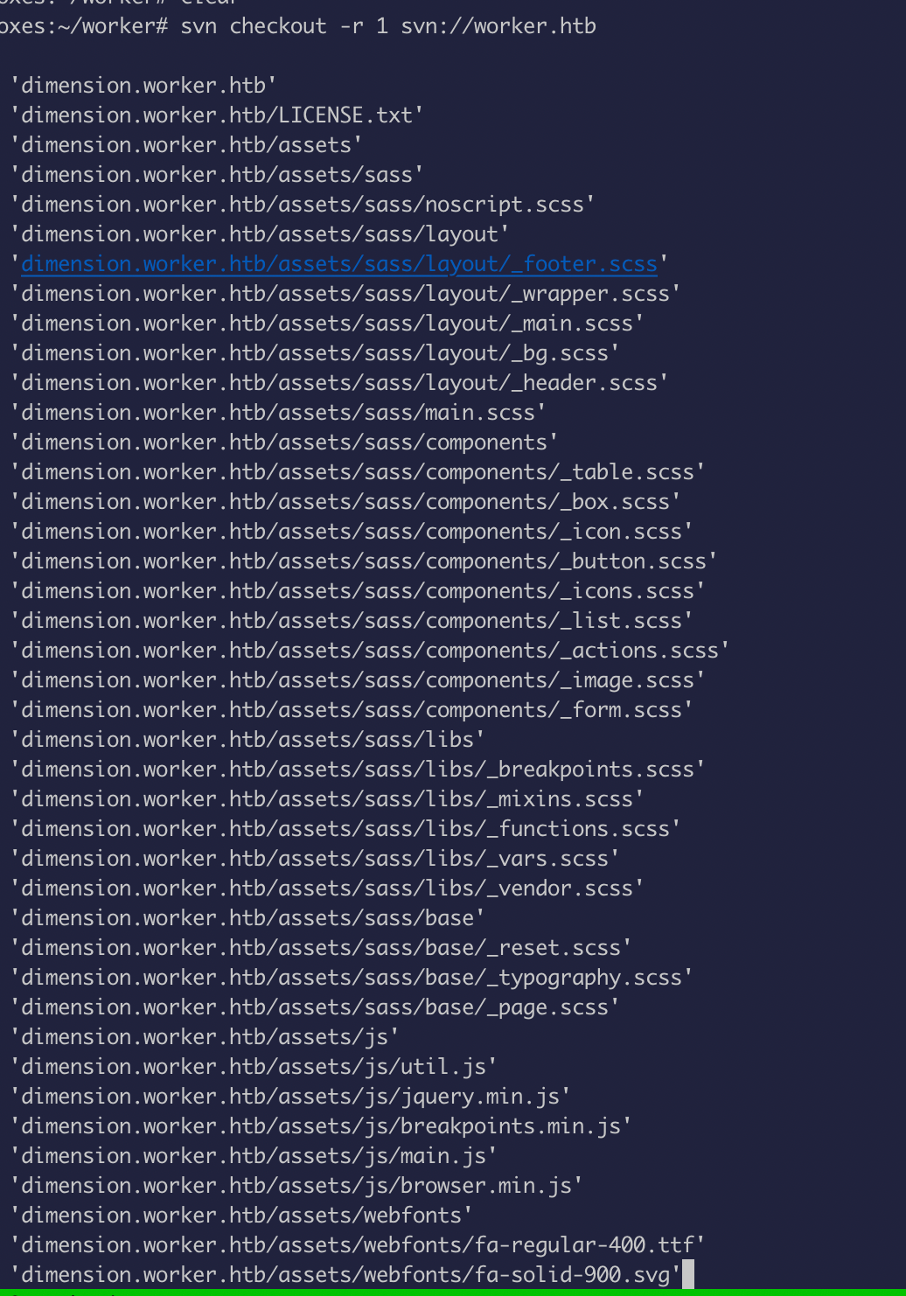 oxes:~/worker# svn checkout -r 1 svn://worker.htb
'dimension.worker.htb'
'dimension.worker.htb/LICENSE.txt'
'dimension.worker.htb/assets'
'dimension.worker.htb/assets/sass'
'dimension.worker.htb/assets/sass/noscript.scss'
'dimension.worker.htb/assets/sass/layout'
'dimension.worker.htb/assets/sass/layout/_footer.scss'
'dimension.worker.htb/assets/sass/layout/_wrapper.scss'
'dimension.worker.htb/assets/sass/layout/_main.scss'
'dimension.worker.htb/assets/sass/layout/_bg.scss'
'dimension.worker.htb/assets/sass/layout/_header.scss'
'dimension.worker.htb/assets/sass/main.scss'
'dimension.worker.htb/assets/sass/components'
'dimension.worker.htb/assets/sass/components/_table.scss'
'dimension.worker.htb/assets/sass/components/_box.scss'
'dimension.worker.htb/assets/sass/components/_icon.scss'
'dimension.worker.htb/assets/sass/components/_button.scss'
'dimension.worker.htb/assets/sass/components/_icons.scss'
'dimension.worker.htb/assets/sass/components/_list.scss'
'dimension.worker.htb/assets/sass/components/_actions.scss'
'dimension.worker.htb/assets/sass/components/_image.scss'
'dimension.worker.htb/assets/sass/components/_form.scss'
'dimension.worker.htb/assets/sass/libs'
'dimension.worker.htb/assets/sass/libs/_breakpoints.scss'
'dimension.worker.htb/assets/sass/libs/_mixins.scss'
'dimension.worker.htb/assets/sass/libs/_functions.scss'
'dimension.worker.htb/assets/sass/libs/_vars.scss'
'dimension.worker.htb/assets/sass/libs/_vendor.scss'
'dimension.worker.htb/assets/sass/base'
'dimension.worker.htb/assets/sass/base/_reset.scss'
'dimension.worker.htb/assets/sass/base/_typography.scss'
'dimension.worker.htb/assets/sass/base/_page.scss'
'dimension.worker.htb/assets/js'
'dimension.worker.htb/assets/js/util.js'
'dimension.worker.htb/assets/js/jquery.min.js'
'dimension.worker.htb/assets/js/breakpoints.min.js'
'dimension.worker.htb/assets/js/main.js'
'dimension.worker.htb/assets/js/browser.min.js'
'dimension.worker.htb/assets/webfonts'
'dimension.worker.htb/assets/webfonts/fa-regular-400.ttf'
'dimension.worker.htb/assets/webfonts/fa-solid-900.svg'